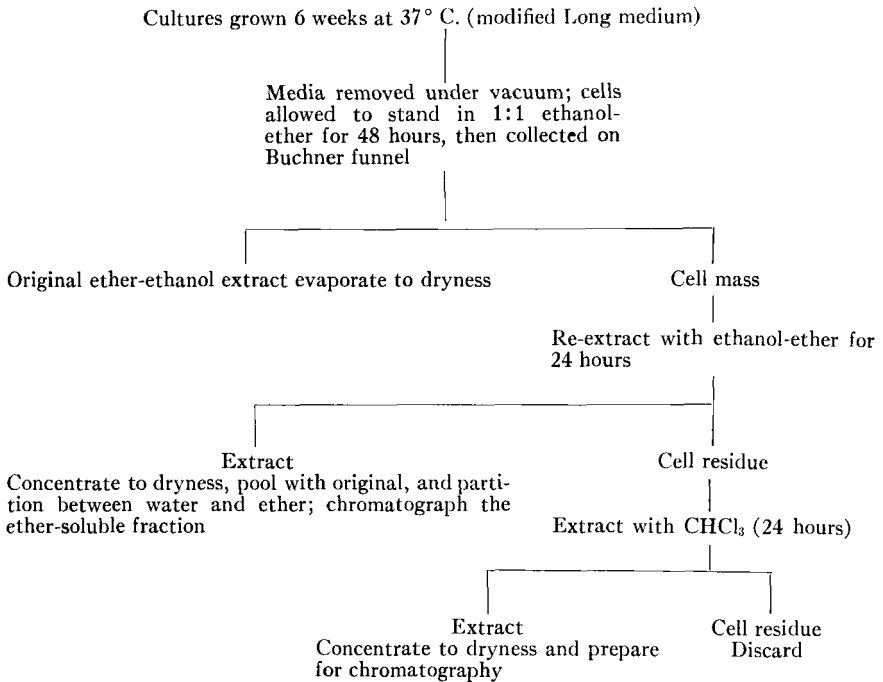 Cultures grown 6 weeks at 37° C. (modified Long medium)
Media removed under vacuum; cells
allowed to stand in 1:1 ethanol-
ether for 48 hours, then collected on
Buchner funnel
Original ether-ethanol extract evaporate to dryness
Cell mass
Re-extract with ethanol-ether for
24 hours
Extract
Concentrate to dryness, pool with original, and parti-
tion between water and ether; chromatograph the
ether-soluble fraction
Cell residue
Extract with CHCl₃ (24 hours)
Extract
Concentrate to dryness and prepare
for chromatography
Cell residue
Discard